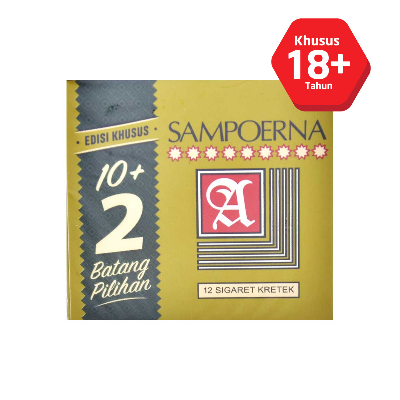 Khusus
18+
Tahun
EDISI KHUSUS
10+
2
Batang
Pilihan
SAMPOERNA
A
12 SIGARET KRETEK